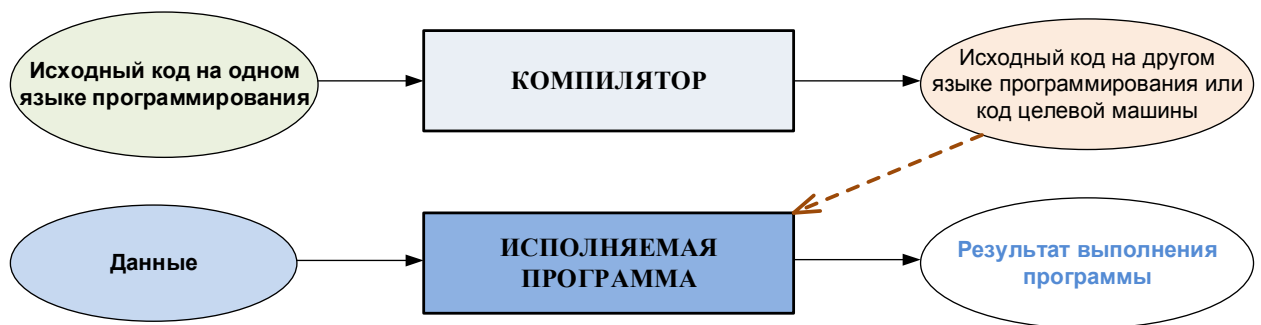 Исходный код на одном
языке программирования
КОМПИЛЯТОР
Исходный код на другом
языке программирования или
код целевой машины
Данные
ИСПОЛНЯЕМАЯ
ПРОГРАММА
Результат выполнения
программы